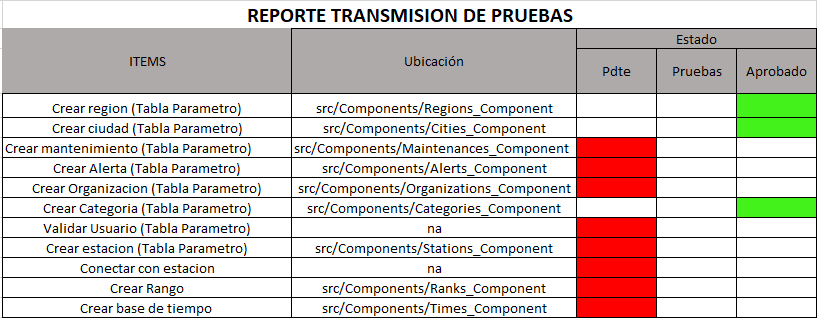 REPORTE TRANSMISION DE PRUEBAS
ITEMS Ubicación Estado
Pdte Pruebas Aprobado
Crear region (Tabla Parametro) src/Components/Regions_Component
Crear ciudad (Tabla Parametro) src/Components/Cities_Component
Crear mantenimiento (Tabla Parametro) src/Components/Maintenances_Component
Crear Alerta (Tabla Parametro) src/Components/Alerts_Component
Crear Organizacion (Tabla Parametro) src/Components/Organizations_Component
Crear Categoria (Tabla Parametro) src/Components/Categories_Component
Validar Usuario (Tabla Parametro) na
Crear estacion (Tabla Parametro) src/Components/Stations_Component
Conectar con estacion na
Crear Rango src/Components/Ranks_Component
Crear base de tiempo src/Components/Times_Component